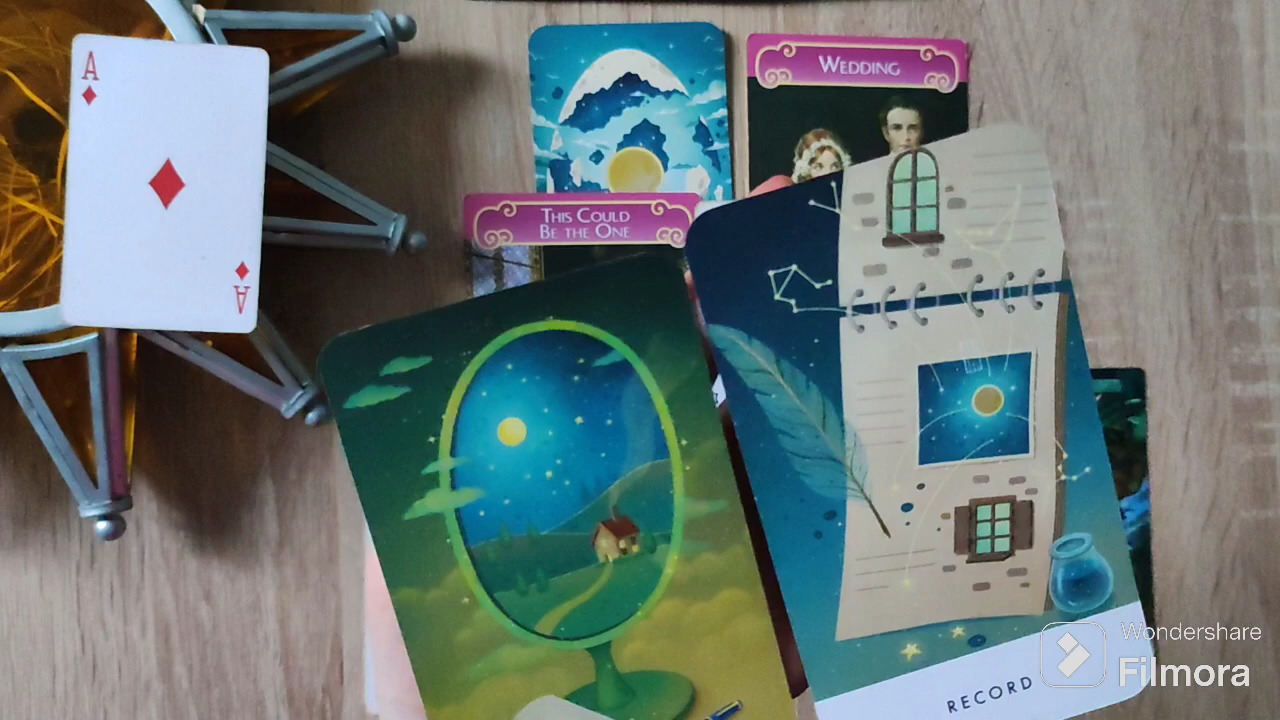 A
A
WEDDING
THIS COULD
BE THE ONE
RECORD
Wondershare
Filmora